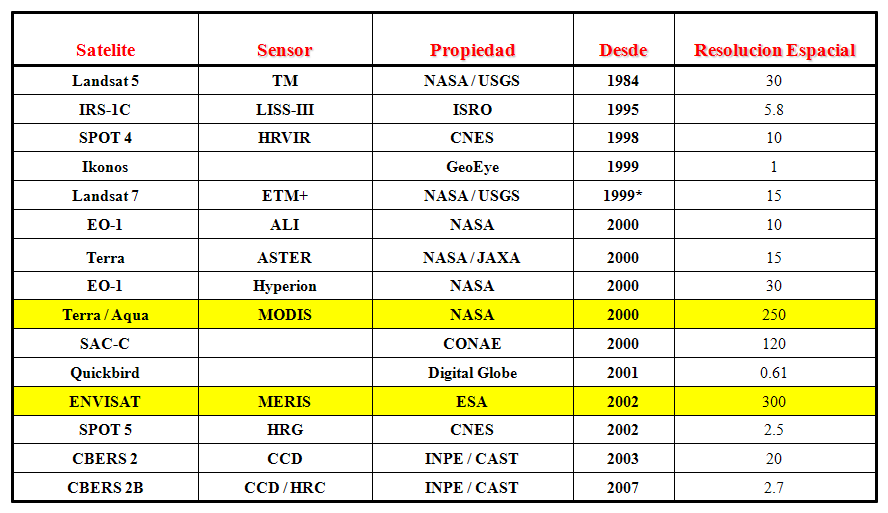 Satelite Sensor Propiedad Desde Resolucion Espacial
Landsat 5 TM NASA / USGS 1984 30
IRS-1C LISS-III ISRO 1995 5.8
SPOT 4 HRVIR CNES 1998 10
Ikonos GeoEye 1999 1
Landsat 7 ETM+ NASA / USGS 1999* 15
EO-1 ALI NASA 2000 10
Terra ASTER NASA / JAXA 2000 15
EO-1 Hyperion NASA 2000 30
Terra / Aqua MODIS NASA 2000 250
SAC-C CONAE 2000 120
Quickbird Digital Globe 2001 0.61
ENVISAT MERIS ESA 2002 300
SPOT 5 HRG CNES 2002 2.5
CBERS 2 CCD INPE / CAST 2003 20
CBERS 2B CCD / HRC INPE / CAST 2007 2.7